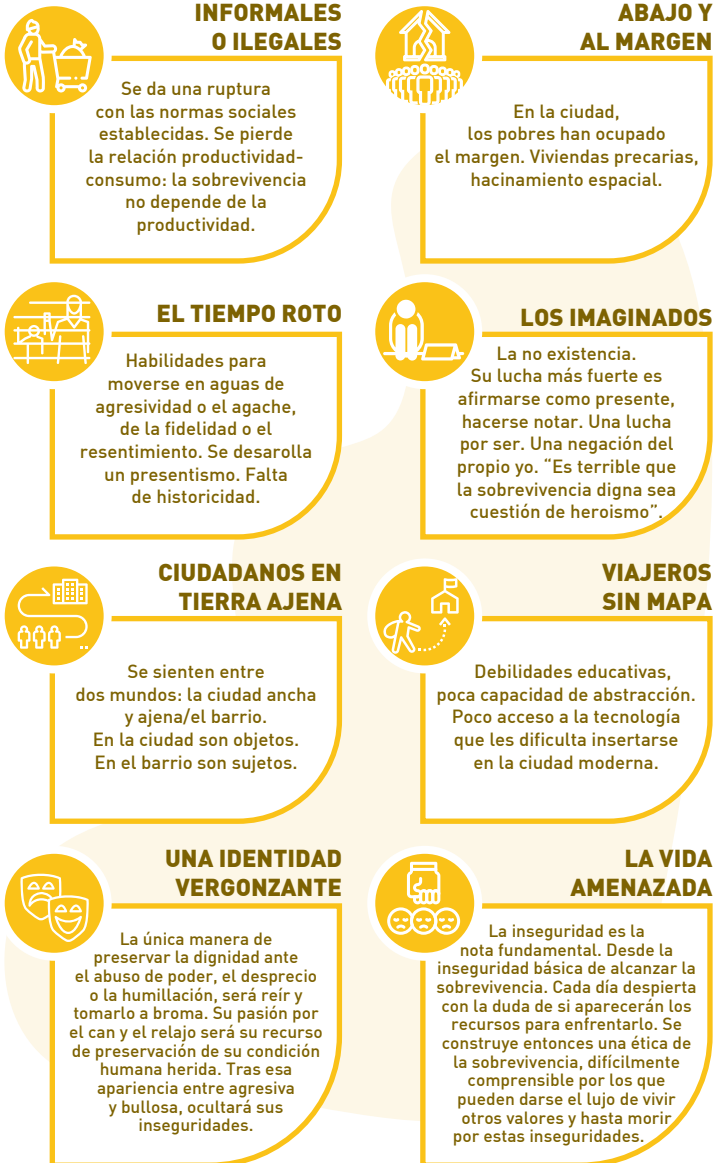 INFORMALES
O ILEGALES
Se da una ruptura
con las normas sociales
establecidas. Se pierde
la relación productividad-
consumo: la sobrevivencia
no depende de la
productividad.
ABAJO Y
AL MARGEN
En la ciudad,
los pobres han ocupado
el margen. Viviendas precarias,
hacinamiento espacial.
EL TIEMPO ROTO
Habilidades para
moverse en aguas de
agresividad o el agache,
de la fidelidad o el
resentimiento. Se desarolla
un presentismo. Falta
de historicidad.
LOS IMAGINADOS
La no existencia.
Su lucha más fuerte es
afirmarse como presente,
hacerse notar. Una lucha
por ser. Una negación del
propio yo. “Es terrible que
la sobrevivencia digna sea
cuestión de heroismo”.
CIUDADANOS EN
TIERRA AJENA
Se sienten entre
dos mundos: la ciudad ancha
y ajena/el barrio.
En la ciudad son objetos.
En el barrio son sujetos.
VIAJEROS
SIN MAPA
Debilidades educativas,
poca capacidad de abstracción.
Poco acceso a la tecnología
que les dificulta insertarse
en la ciudad moderna.
UNA IDENTIDAD
VERGONZANTE
La única manera de
preservar la dignidad ante
el abuso de poder, el desprecio
o la humillación, será reír y
tomarlo a broma. Su pasión por
el can y el relajo será su recurso
de preservación de su condición
humana herida. Tras esa
apariencia entre agresiva
y bullosa, ocultará sus
inseguridades.
LA VIDA
AMENAZADA
La inseguridad es la
nota fundamental. Desde la
inseguridad básica de alcanzar la
sobrevivencia. Cada día despierta
con la duda de si aparecerán los
recursos para enfrentarlo. Se
construye entonces una ética de
la sobrevivencia, difícilmente
comprensible por los que
pueden darse el lujo de vivir
otros valores y hasta morir
por estas inseguridades.